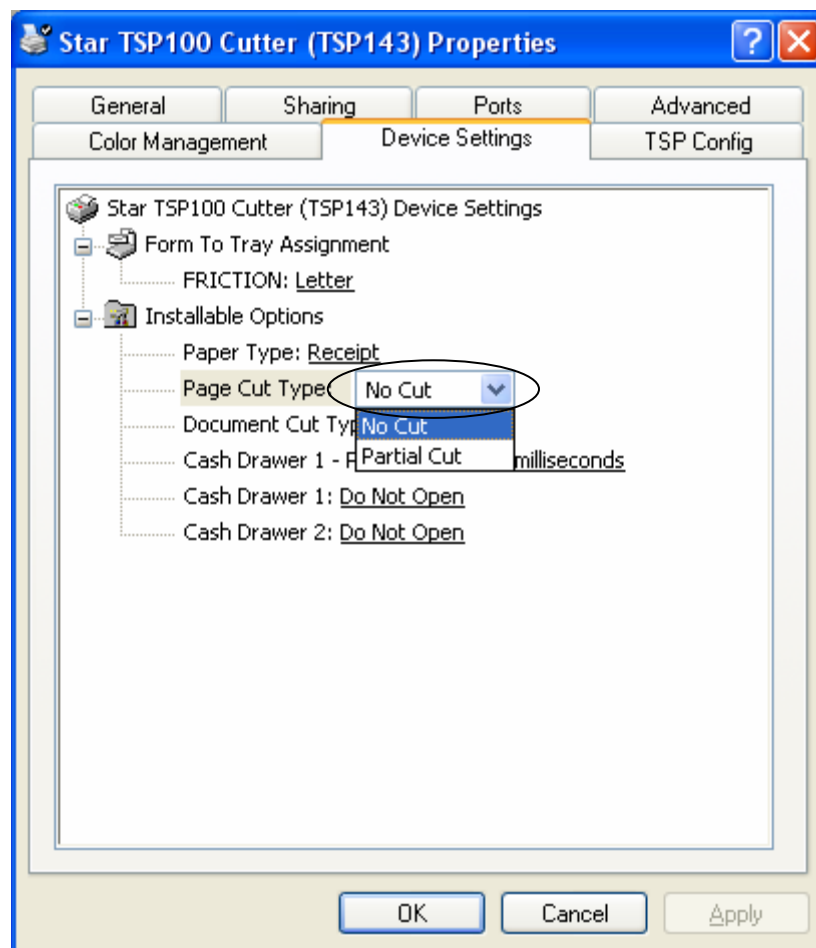 Star TSP100 Cutter (TSP143) Properties
General Sharing Ports Advanced
Color Management Device Settings TSP Config
Star TSP100 Cutter (TSP143) Device Settings
Form To Tray Assignment
FRICTION: Letter
Installable Options
Paper Type: Receipt
Page Cut Type: No Cut
Document Cut No Cut
Cash Drawer 1 - Partial Cut milliseconds
Cash Drawer 1: Do Not Open
Cash Drawer 2: Do Not Open
OK Cancel Apply